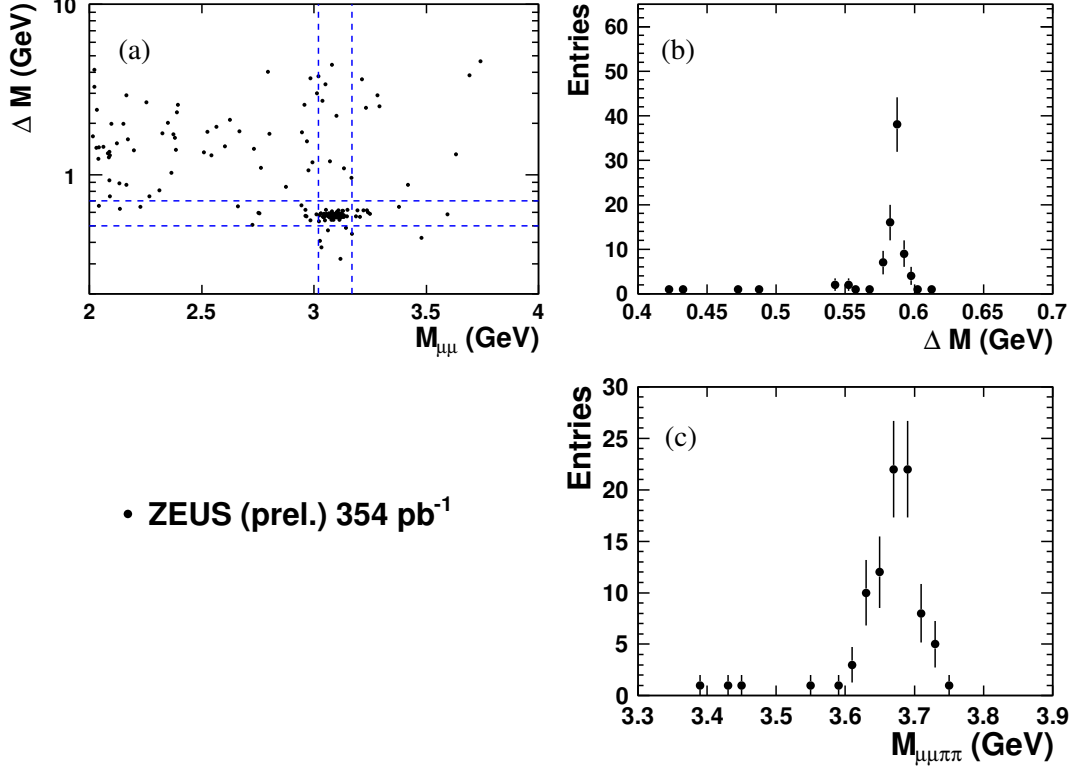 10
1
Δ M (GeV)
(a)
2 2.5 3 3.5 4
M_μμ (GeV)
Entries
60
50
40
30
20
10
0
(b)
0.4 0.45 0.5 0.55 0.6 0.65 0.7
Δ M (GeV)
• ZEUS (prel.) 354 pb⁻¹
Entries
30
25
20
15
10
5
0
(c)
3.3 3.4 3.5 3.6 3.7 3.8 3.9
M_μμππ (GeV)